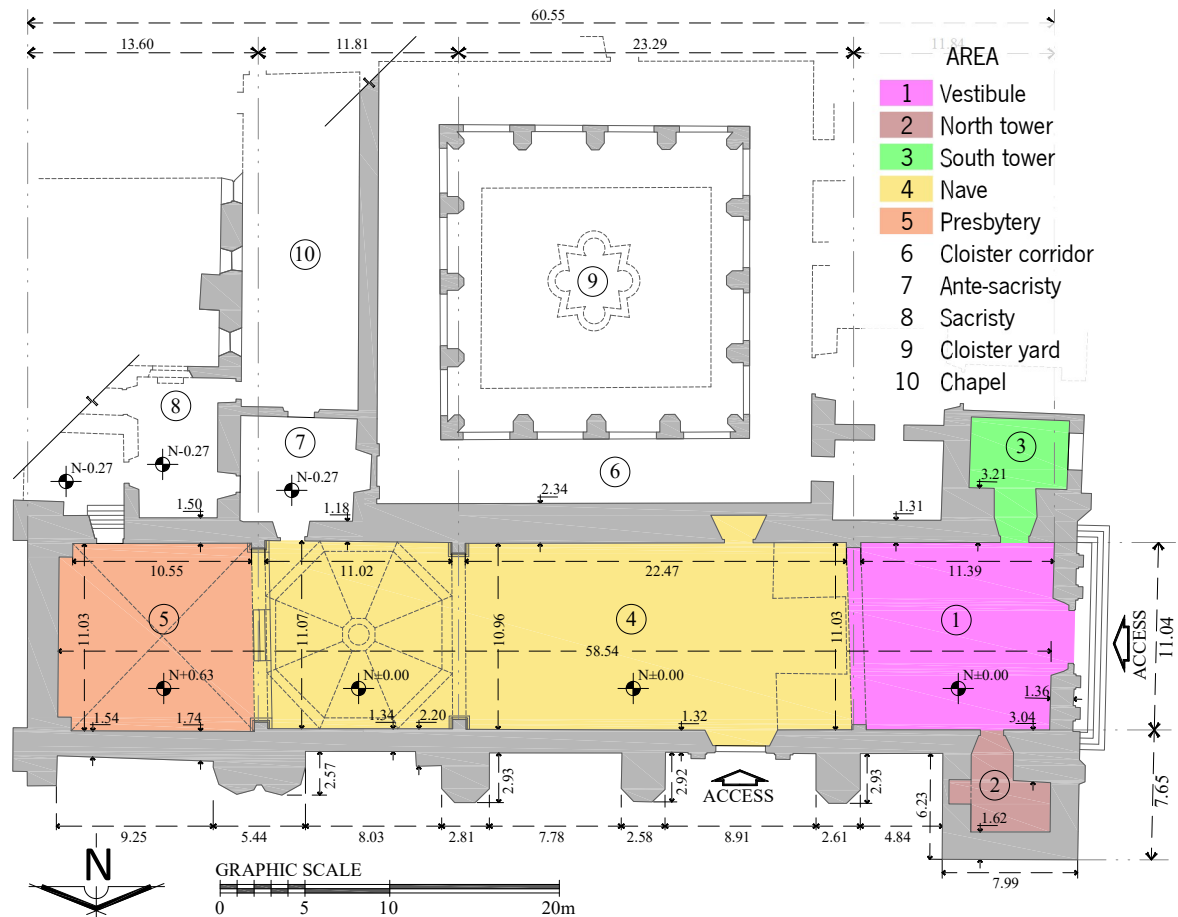 60.55
13.60
11.81
23.29
11.84
AREA
1 Vestibule
2 North tower
3 South tower
4 Nave
5 Presbytery
6 Cloister corridor
7 Ante-sacristy
8 Sacristy
9 Cloister yard
10 Chapel
10
9
8
7
3
6
N-0.27
N-0.27
N-0.27
3.21
2.34
1.50
1.18
1.31
10.55
11.02
22.47
11.39
5
4
1
11.03
11.07
10.96
11.03
58.54
ACCESS
11.04
N+0.63
N±0.00
N±0.00
N±0.00
1.36
1.54
1.74
1.34
2.20
1.32
3.04
2.57
2.93
2.92
ACCESS
2.93
2
6.23
7.65
1.62
9.25
5.44
8.03
2.81
7.78
2.58
8.91
2.61
4.84
7.99
N
GRAPHIC SCALE
0 5 10 20m